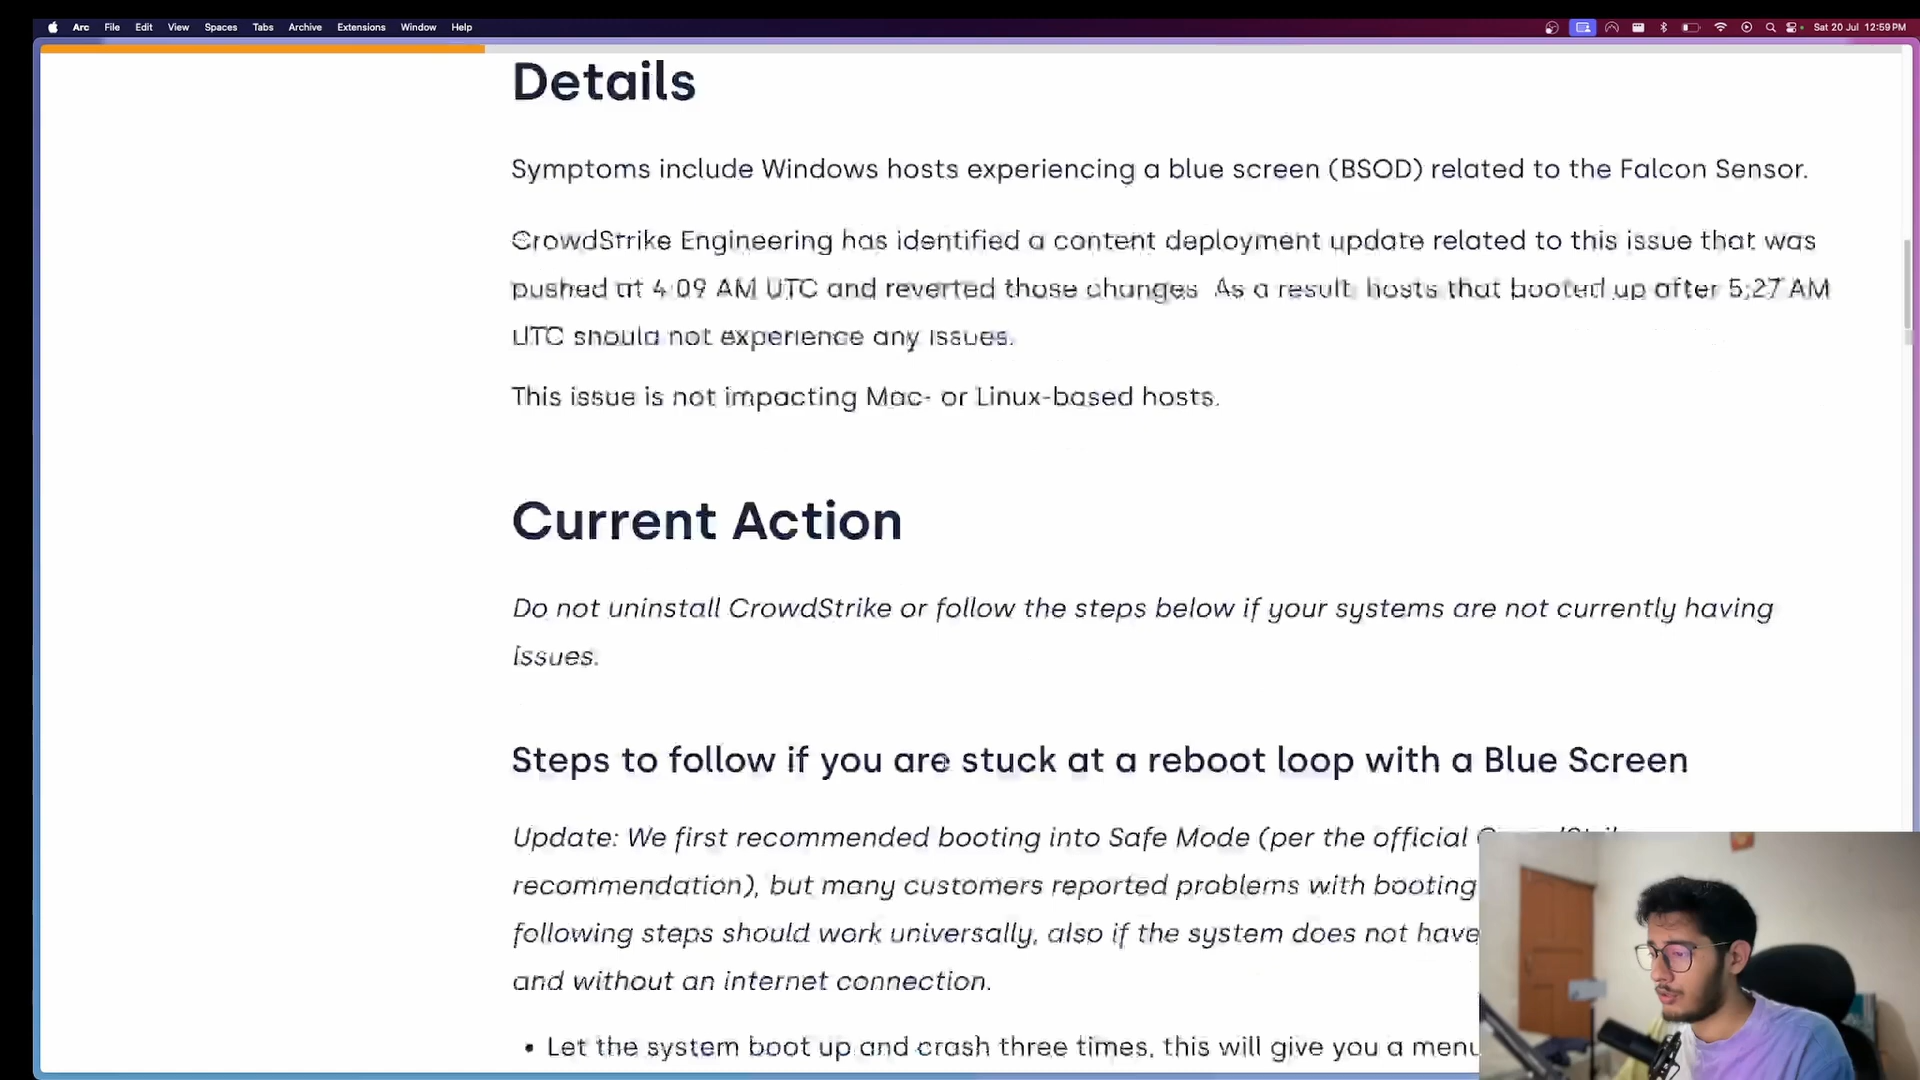 Arc File Edit View Spaces Tabs Archive Extensions Window Help Sat 20 Jul 12:59 PM
Details
Symptoms include Windows hosts experiencing a blue screen (BSOD) related to the Falcon Sensor.
CrowdStrike Engineering has identified a content deployment update related to this issue that was
pushed at 4:09 AM UTC and reverted those changes. As a result, hosts that booted up after 5:27 AM
UTC should not experience any issues.
This issue is not impacting Mac- or Linux-based hosts.
Current Action
Do not uninstall CrowdStrike or follow the steps below if your systems are not currently having
issues.
Steps to follow if you are stuck at a reboot loop with a Blue Screen
Update: We first recommended booting into Safe Mode (per the official
recommendation), but many customers reported problems with booting
following steps should work universally, also if the system does not have
and without an internet connection.
• Let the system boot up and crash three times, this will give you a menu